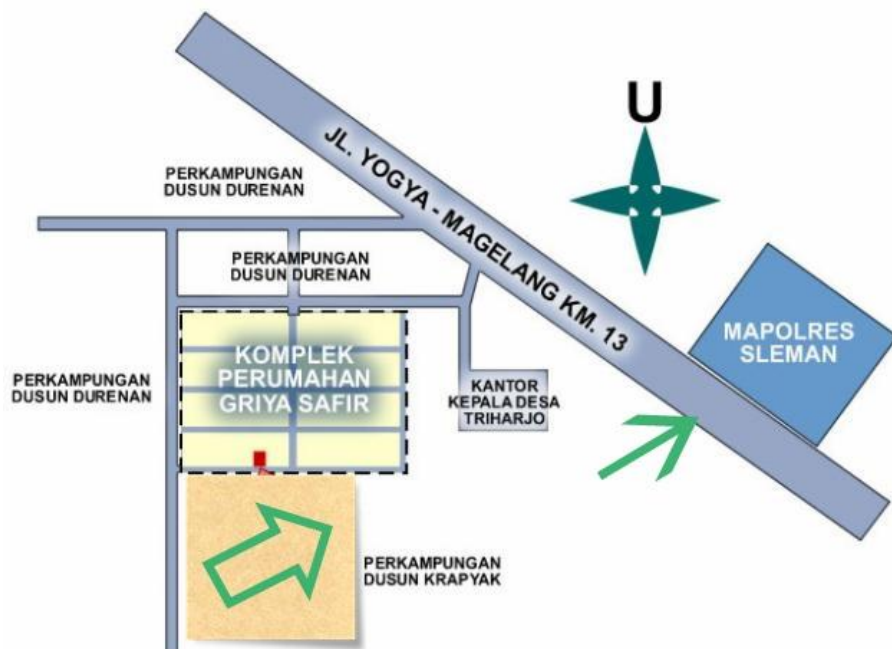 U
JL. YOGYA - MAGELANG KM. 13
PERKAMPUNGAN
DUSUN DURENAN
PERKAMPUNGAN
DUSUN DURENAN
MAPOLRES
SLEMAN
KOMPLEK
PERUMAHAN
GRIYA SAFIR
PERKAMPUNGAN
DUSUN DURENAN
KANTOR
KEPALA DESA
TRIHARJO
PERKAMPUNGAN
DUSUN KRAPYAK